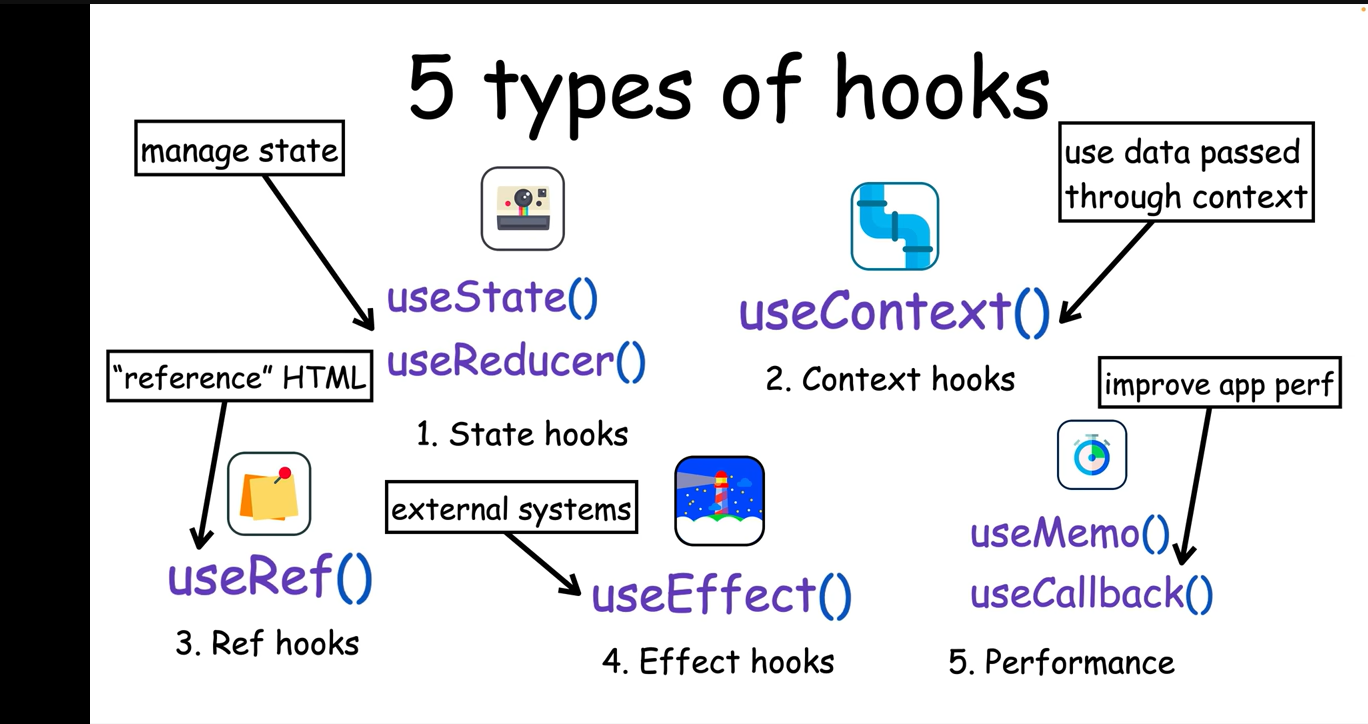 5 types of hooks
manage state
useState()
useReducer()
1. State hooks
use data passed
through context
useContext()
2. Context hooks
“reference” HTML
useRef()
3. Ref hooks
external systems
useEffect()
4. Effect hooks
improve app perf
useMemo()
useCallback()
5. Performance